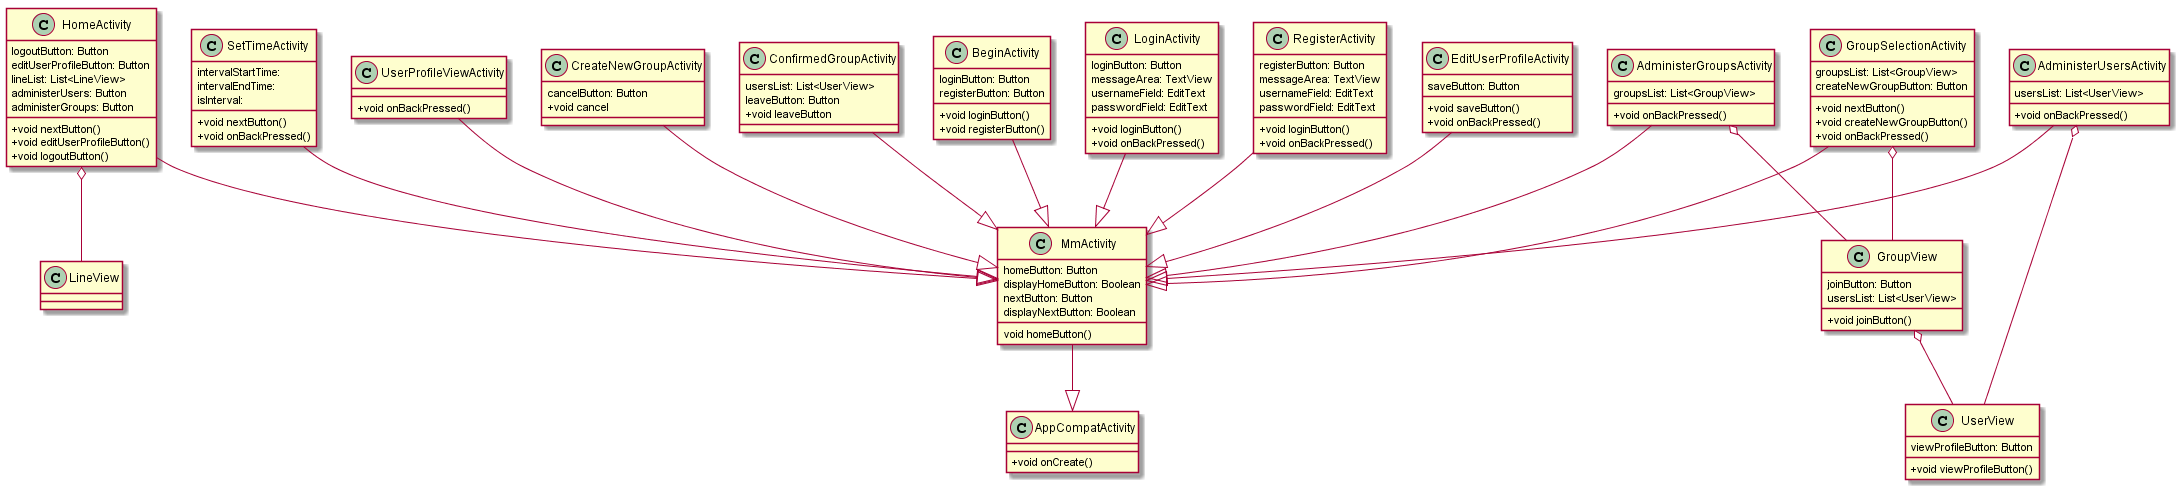 C HomeActivity
logoutButton: Button
editUserProfileButton: Button
lineList: List<LineView>
administerUsers: Button
administerGroups: Button
+void nextButton()
+void editUserProfileButton()
+void logoutButton()
C SetTimeActivity
intervalStartTime:
intervalEndTime:
isInterval:
+void nextButton()
+void onBackPressed()
C UserProfileViewActivity
+void onBackPressed()
C CreateNewGroupActivity
cancelButton: Button
+void cancel
C ConfirmedGroupActivity
usersList: List<UserView>
leaveButton: Button
+void leaveButton
C BeginActivity
loginButton: Button
registerButton: Button
+void loginButton()
+void registerButton()
C LoginActivity
loginButton: Button
messageArea: TextView
usernameField: EditText
passwordField: EditText
+void loginButton()
+void onBackPressed()
C RegisterActivity
registerButton: Button
messageArea: TextView
usernameField: EditText
passwordField: EditText
+void loginButton()
+void onBackPressed()
C EditUserProfileActivity
saveButton: Button
+void saveButton()
+void onBackPressed()
C AdministerGroupsActivity
groupsList: List<GroupView>
+void onBackPressed()
C GroupSelectionActivity
groupsList: List<GroupView>
createNewGroupButton: Button
+void nextButton()
+void createNewGroupButton()
+void onBackPressed()
C AdministerUsersActivity
usersList: List<UserView>
+void onBackPressed()
C LineView
C MmActivity
homeButton: Button
displayHomeButton: Boolean
nextButton: Button
displayNextButton: Boolean
void homeButton()
C GroupView
joinButton: Button
usersList: List<UserView>
+void joinButton()
C AppCompatActivity
+void onCreate()
C UserView
viewProfileButton: Button
+void viewProfileButton()